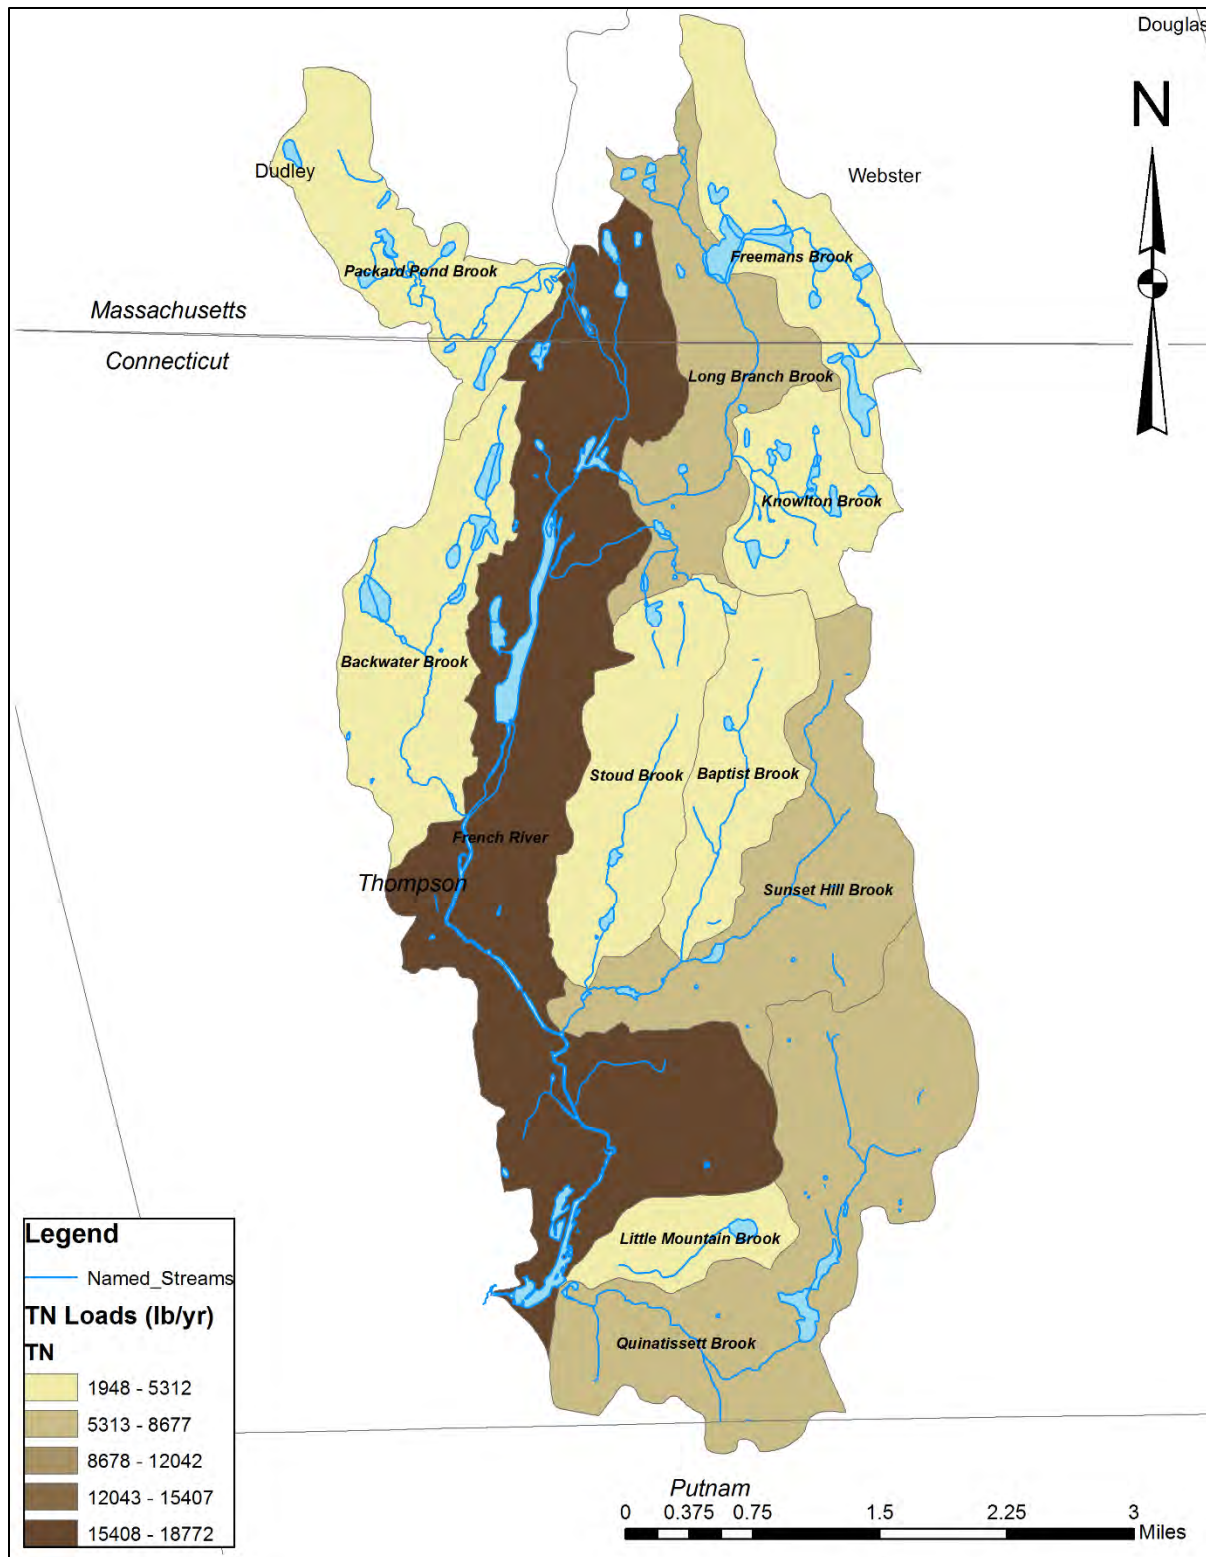 Douglas
N
Dudley
Webster
Freemans Brook
Packard Pond Brook
Massachusetts
Connecticut
Long Branch Brook
Knowlton Brook
Backwater Brook
Stoud Brook
Baptist Brook
French River
Thompson
Sunset Hill Brook
Little Mountain Brook
Quinatissett Brook
Legend
Named_Streams
TN Loads (lb/yr)
TN
1948 - 5312
5313 - 8677
8678 - 12042
12043 - 15407
15408 - 18772
Putnam
0 0.375 0.75 1.5 2.25 3
Miles